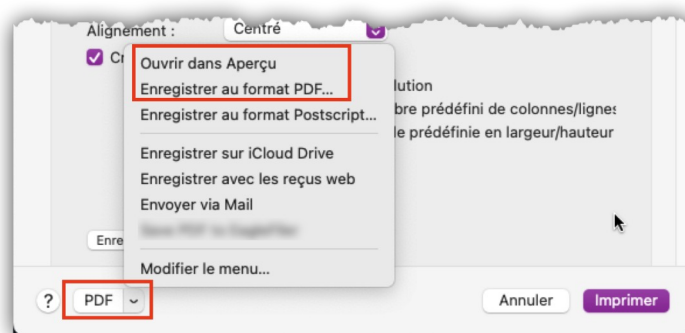 Alignement :
Centré
Cr
Ouvrir dans Aperçu
Enregistrer au format PDF...
lution
bre prédéfini de colonnes/lignes
Enregistrer au format Postscript...
le prédéfinie en largeur/hauteur
Enregistrer sur iCloud Drive
Enregistrer avec les reçus web
Envoyer via Mail
Enre
Modifier le menu...
? PDF
Annuler
Imprimer